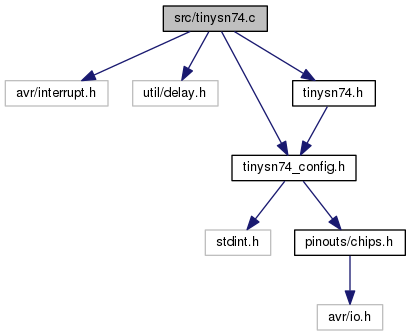 src/tinysn74.c
avr/interrupt.h
util/delay.h
tinysn74.h
tinysn74_config.h
stdint.h
pinouts/chips.h
avr/io.h